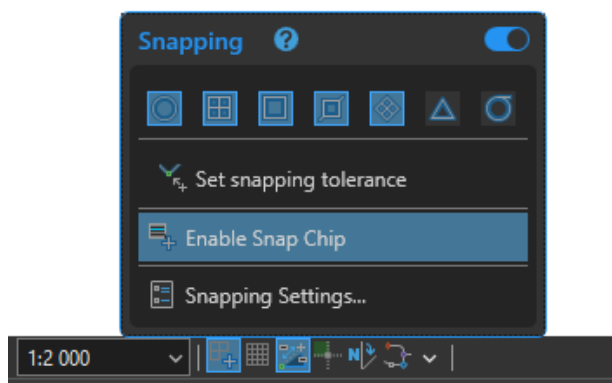 Snapping ?
Set snapping tolerance
Enable Snap Chip
Snapping Settings...
1:2 000 N